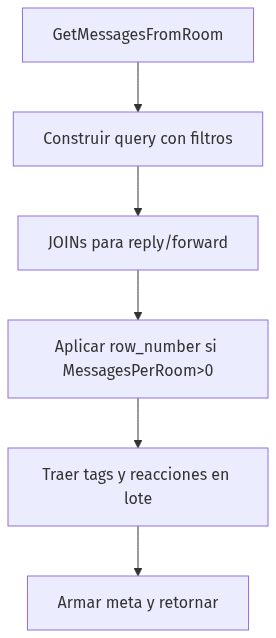 GetMessagesFromRoom
Construir query con filtros
JOINs para reply/forward
Aplicar row_number si
MessagesPerRoom>0
Traer tags y reacciones en
lote
Armar meta y retornar